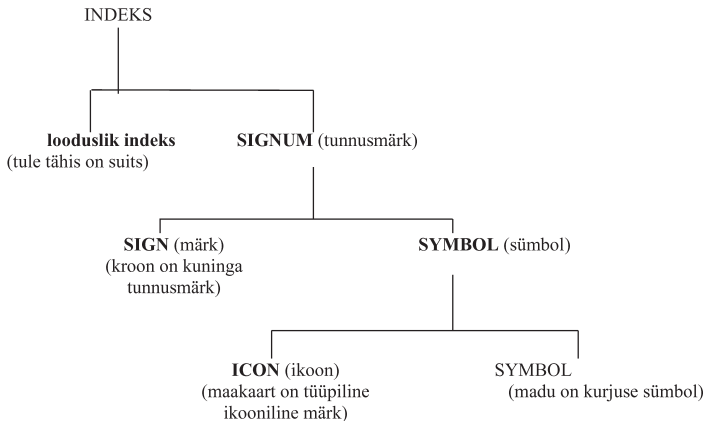 INDEKS
looduslik indeks
(tule tähis on suits)
SIGNUM (tunnusmärk)
SIGN (märk)
(kroon on kuninga
tunnusmärk)
SYMBOL (sümbol)
ICON (ikoon)
(maakaart on tüüpiline
ikooniline märk)
SYMBOL
(madu on kurjuse sümbol)